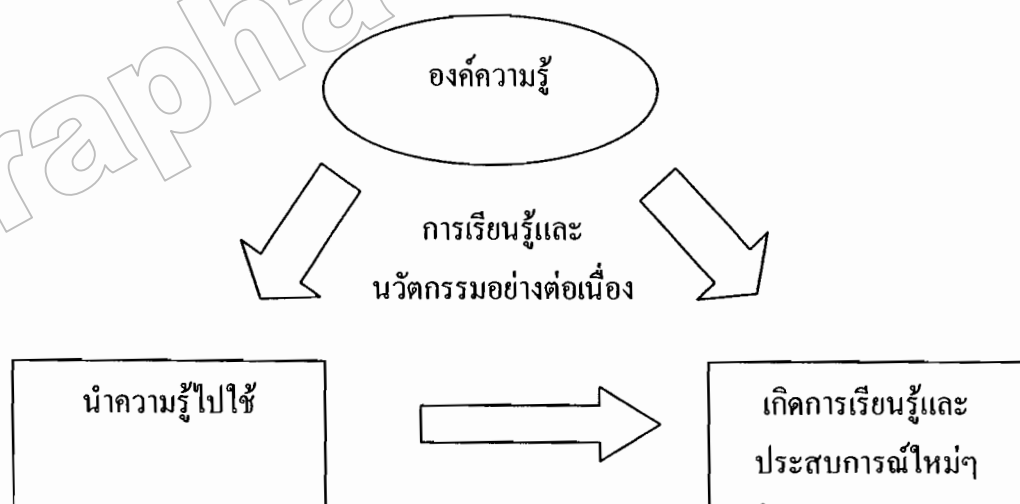 rapha
องค์ความรู้
การเรียนรู้และ
นวัตกรรมอย่างต่อเนื่อง
นำความรู้ไปใช้
เกิดการเรียนรู้และ
ประสบการณ์ใหม่ๆ